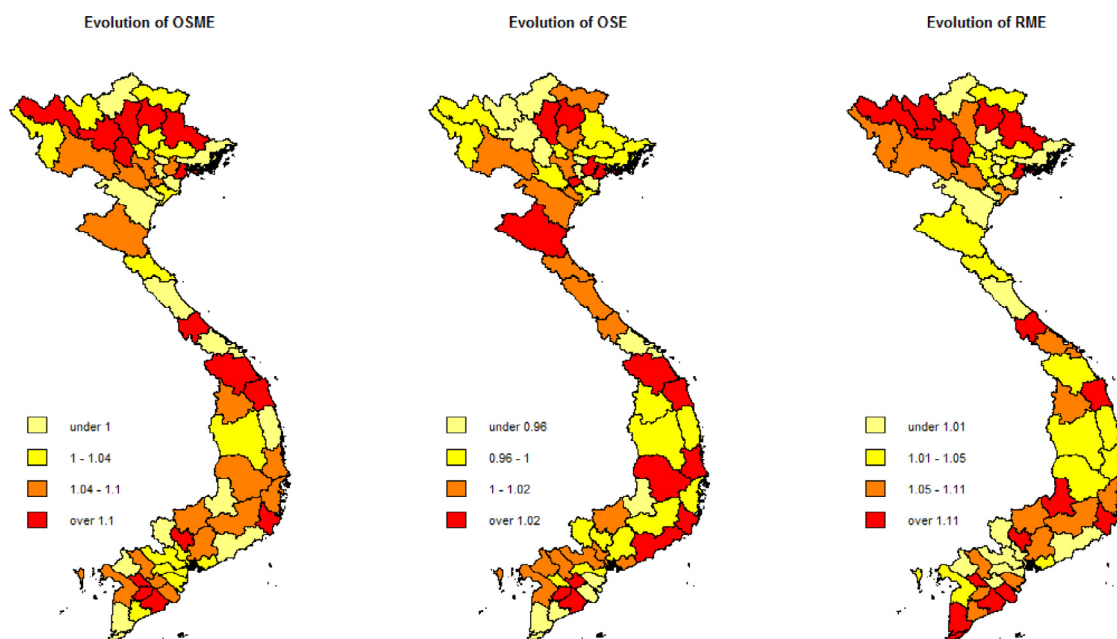 Evolution of OSME
Evolution of OSE
Evolution of RME
under 1
1 - 1.04
1.04 - 1.1
over 1.1
under 0.96
0.96 - 1
1 - 1.02
over 1.02
under 1.01
1.01 - 1.05
1.05 - 1.11
over 1.11